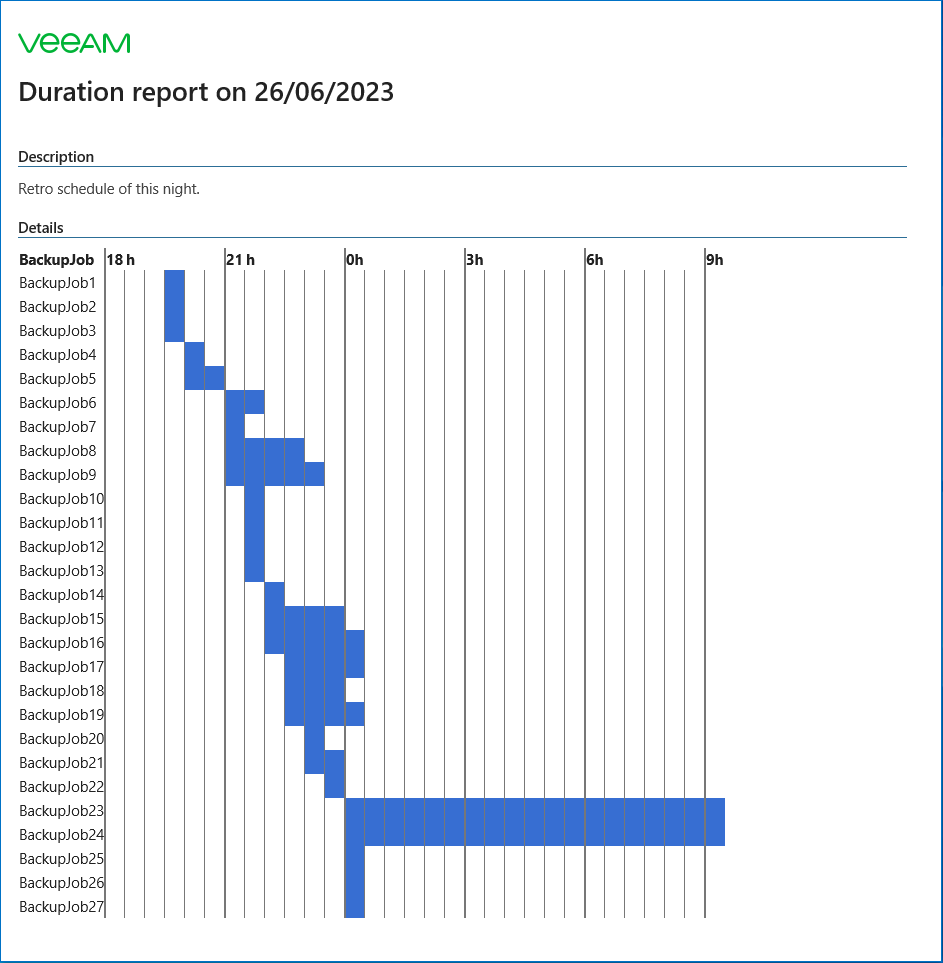 VEEAM
Duration report on 26/06/2023
Description
Retro schedule of this night.
Details
BackupJob 18 h 21 h 0h 3h 6h 9h
BackupJob1
BackupJob2
BackupJob3
BackupJob4
BackupJob5
BackupJob6
BackupJob7
BackupJob8
BackupJob9
BackupJob10
BackupJob11
BackupJob12
BackupJob13
BackupJob14
BackupJob15
BackupJob16
BackupJob17
BackupJob18
BackupJob19
BackupJob20
BackupJob21
BackupJob22
BackupJob23
BackupJob24
BackupJob25
BackupJob26
BackupJob27